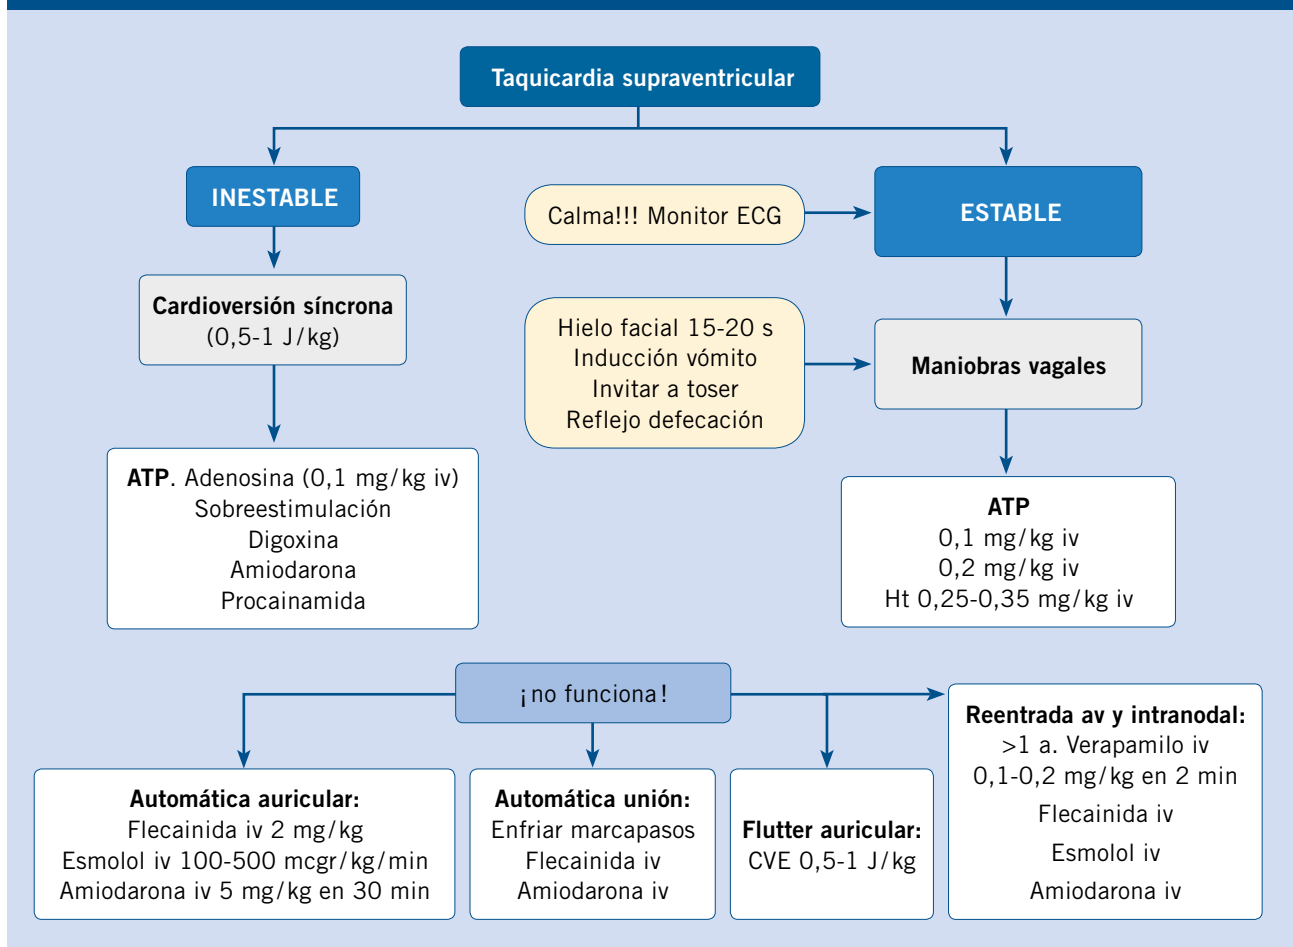 Taquicardia supraventricular
INESTABLE
Cardioversión síncrona
(0,5-1 J/kg)
ATP. Adenosina (0,1 mg/kg iv)
Sobreestimulación
Digoxina
Amiodarona
Procainamida
Calma!!! Monitor ECG
ESTABLE
Hielo facial 15-20 s
Inducción vómito
Invitar a toser
Reflejo defecación
Maniobras vagales
ATP
0,1 mg/kg iv
0,2 mg/kg iv
Ht 0,25-0,35 mg/kg iv
¡no funciona!
Automática auricular:
Flecainida iv 2 mg/kg
Esmolol iv 100-500 mcgr/kg/min
Amiodarona iv 5 mg/kg en 30 min
Automática unión:
Enfriar marcapasos
Flecainida iv
Amiodarona iv
Flutter auricular:
CVE 0,5-1 J/kg
Reentrada av y intranodal:
>1 a. Verapamilo iv
0,1-0,2 mg/kg en 2 min
Flecainida iv
Esmolol iv
Amiodarona iv